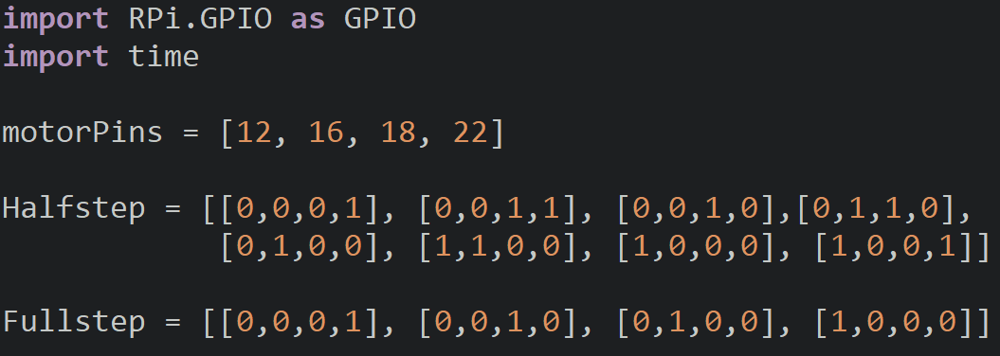 import RPi.GPIO as GPIO
import time
motorPins = [12, 16, 18, 22]
Halfstep = [[0,0,0,1], [0,0,1,1], [0,0,1,0],[0,1,1,0],
[0,1,0,0], [1,1,0,0], [1,0,0,0], [1,0,0,1]]
Fullstep = [[0,0,0,1], [0,0,1,0], [0,1,0,0], [1,0,0,0]]